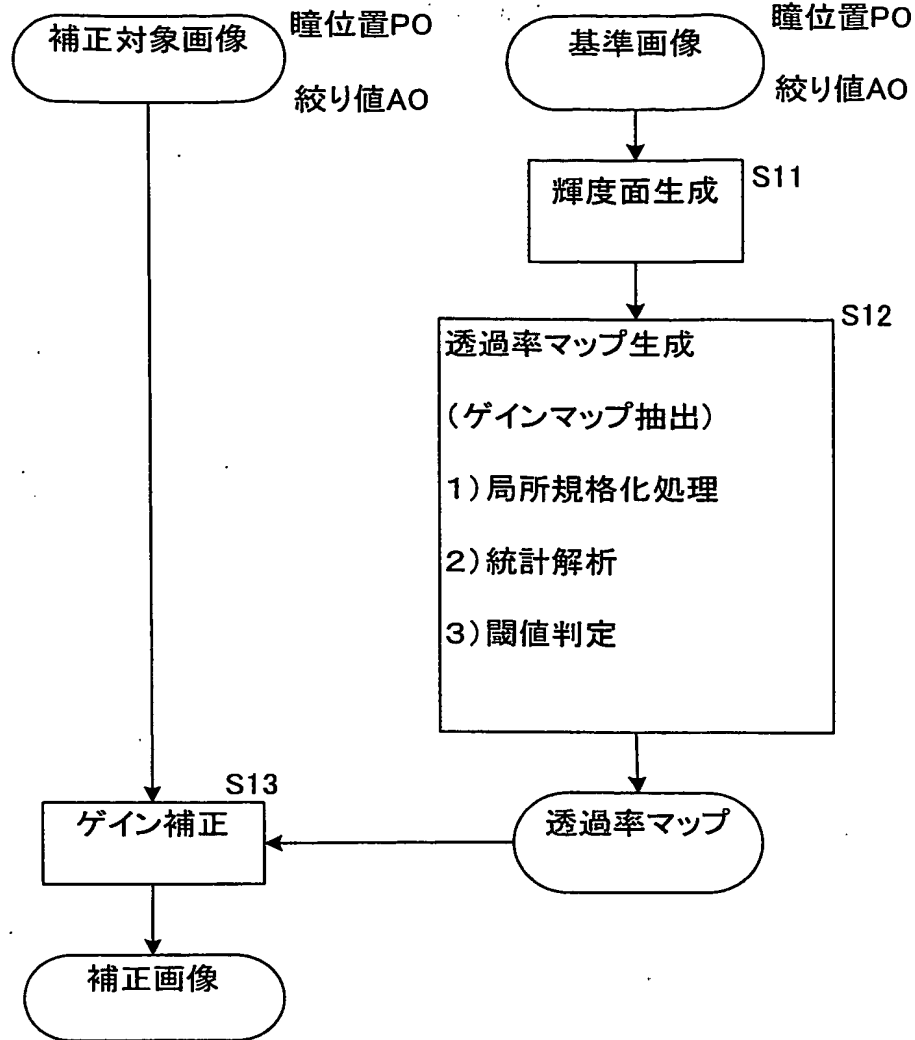 補正対象画像
瞳位置PO
絞り値AO
基準画像
瞳位置PO
絞り値AO
輝度面生成
S11
S12
透過率マップ生成
(ゲインマップ抽出)
1)局所規格化処理
2)統計解析
3)閾値判定
S13
ゲイン補正
透過率マップ
補正画像